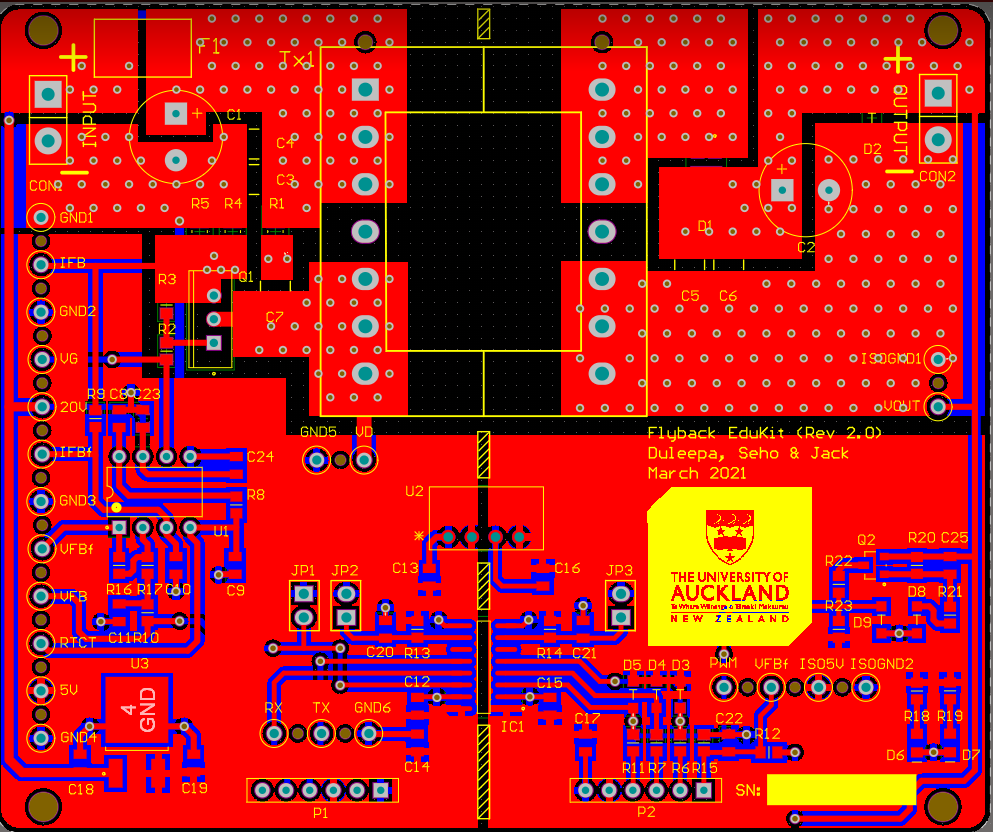 F1
Tx1
INPUT
C1
OUTPUT
C4
D2
C3
CON1
CON2
R5 R4 R1
GND1
D1
C2
IFB
R3
Q1
C5 C6
GND2
C7
R2
VG
ISOGND1
R9 C8 C23
20V
VOUT
GND5 VD
Flyback EduKit (Rev 2.0)
Duleepa, Seho & Jack
March 2021
IFBf
C24
GND3
R8
U2
U1
VFBf
Q2
R20 C25
JP1 JP2
C13
C16
JP3
THE UNIVERSITY OF
AUCKLAND
Te Whare Wānanga o Tāmaki Makaurau
NEW ZEALAND
R22
R16 R17 C10
C9
D8 R21
VFB
R23
C11 R10
D9
RTCT
C20 R13
R14 C21
U3
D5 D4 D3
PWM VFBf ISO5V ISOGND2
5V
4
GND
C12
C15
RX TX GND6
IC1
C17
C22
R12
R18 R19
GND4
C14
R11 R7 R6 R15
D6 D7
C18
C19
P1
P2
SN: